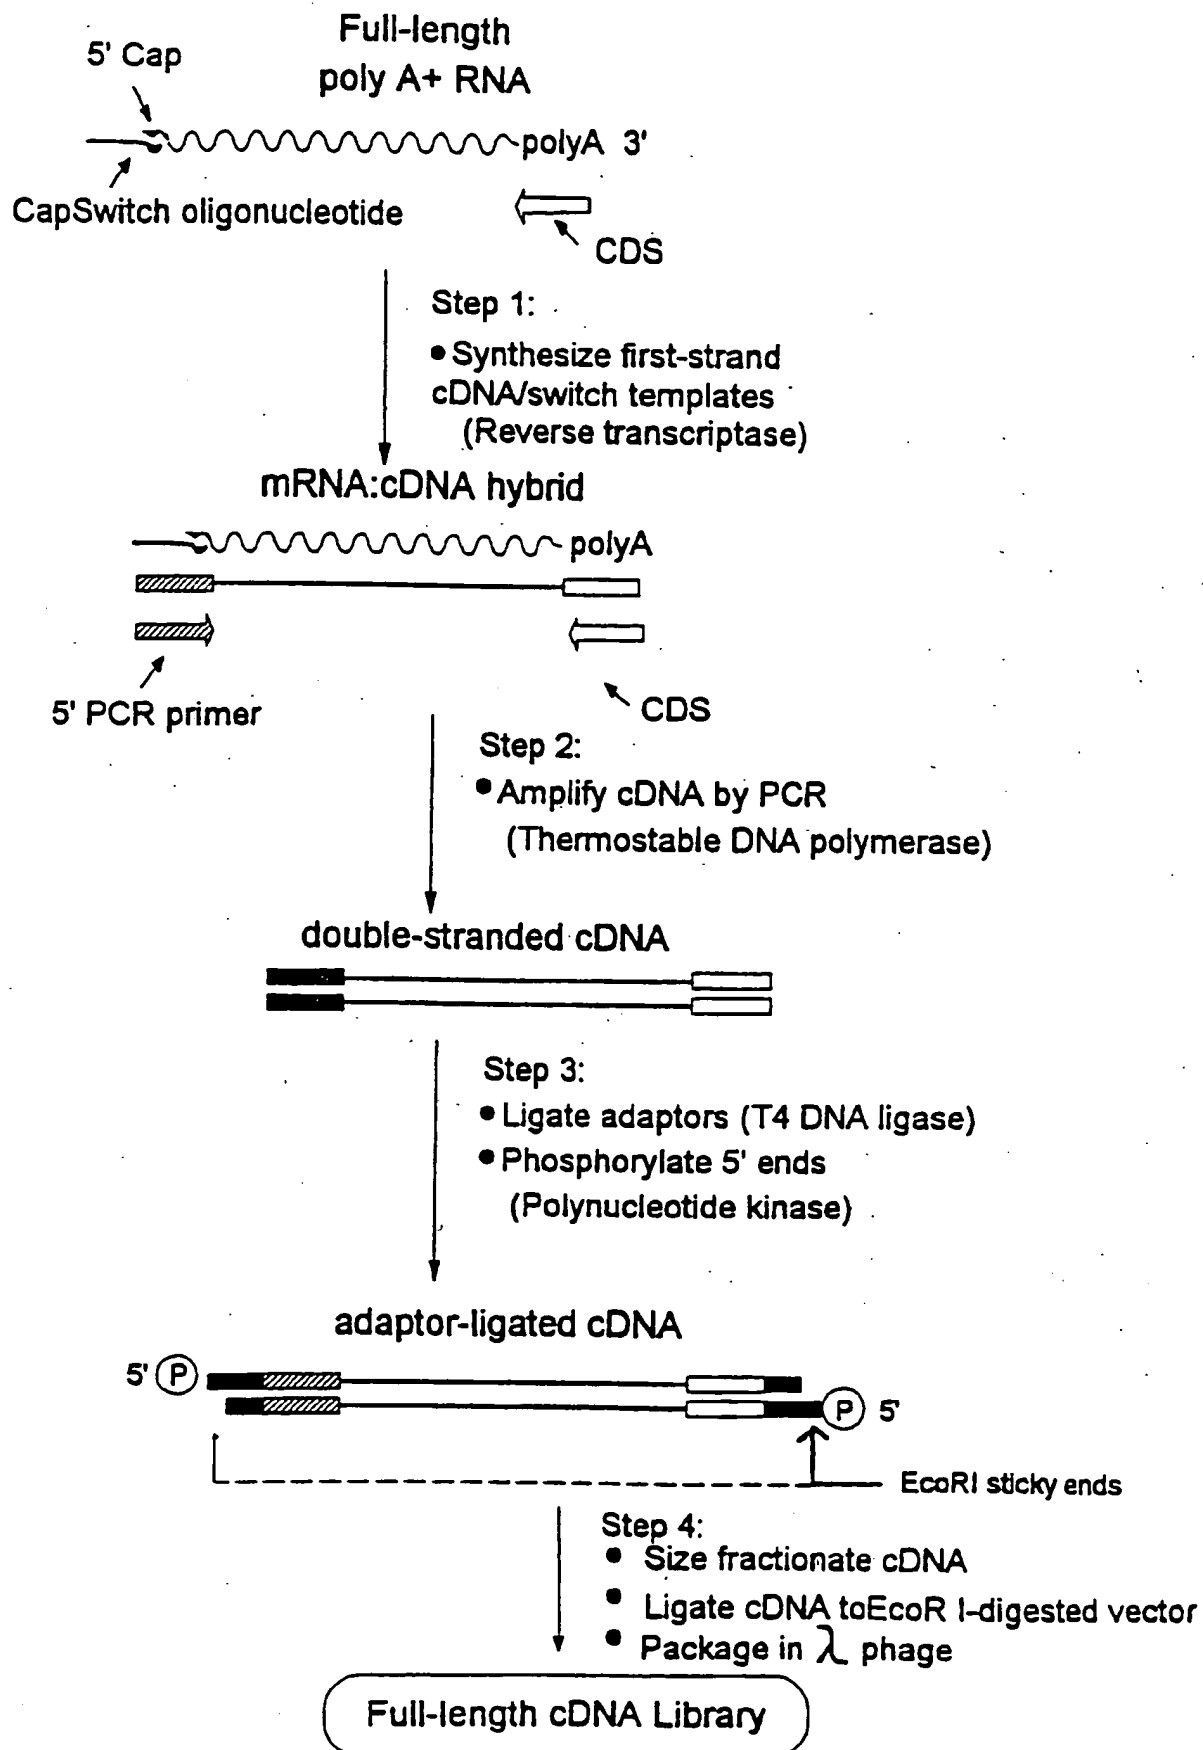 Full-length
poly A+ RNA
5' Cap
polyA 3'
CapSwitch oligonucleotide
CDS
Step 1:
• Synthesize first-strand
cDNA/switch templates
(Reverse transcriptase)
mRNA:cDNA hybrid
polyA
5' PCR primer
CDS
Step 2:
• Amplify cDNA by PCR
(Thermostable DNA polymerase)
double-stranded cDNA
Step 3:
• Ligate adaptors (T4 DNA ligase)
• Phosphorylate 5' ends
(Polynucleotide kinase)
adaptor-ligated cDNA
5' P
P 5'
EcoRI sticky ends
Step 4:
• Size fractionate cDNA
• Ligate cDNA toEcoR I-digested vector
• Package in λ phage
Full-length cDNA Library